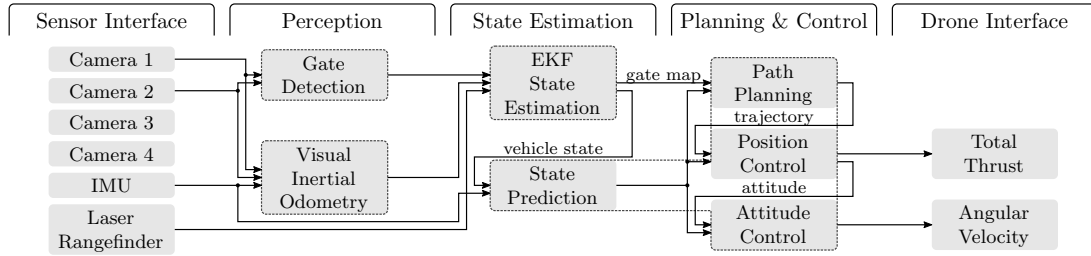 Sensor Interface
Perception
State Estimation
Planning & Control
Drone Interface
Camera 1
Camera 2
Camera 3
Camera 4
IMU
Laser
Rangefinder
Gate
Detection
Visual
Inertial
Odometry
EKF
State
Estimation
vehicle state
State
Prediction
gate map
Path
Planning
trajectory
Position
Control
attitude
Attitude
Control
Total
Thrust
Angular
Velocity